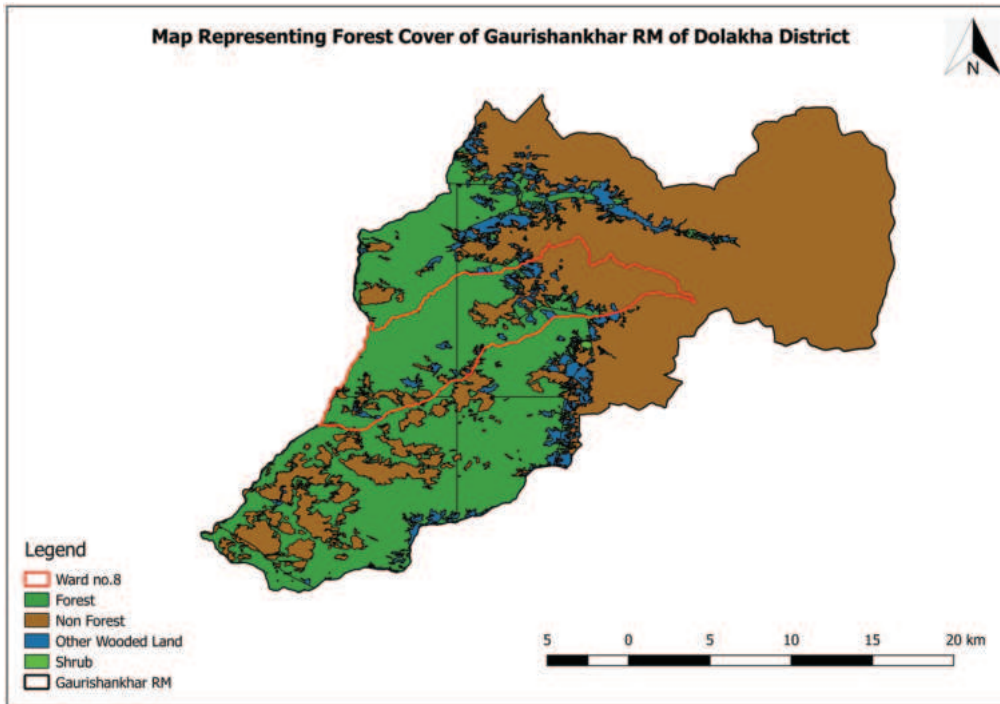 Map Representing Forest Cover of Gaurishankhar RM of Dolakha District
N
Legend
Ward no.8
Forest
Non Forest
Other Wooded Land
Shrub
Gaurishankhar RM
5 0 5 10 15 20 km